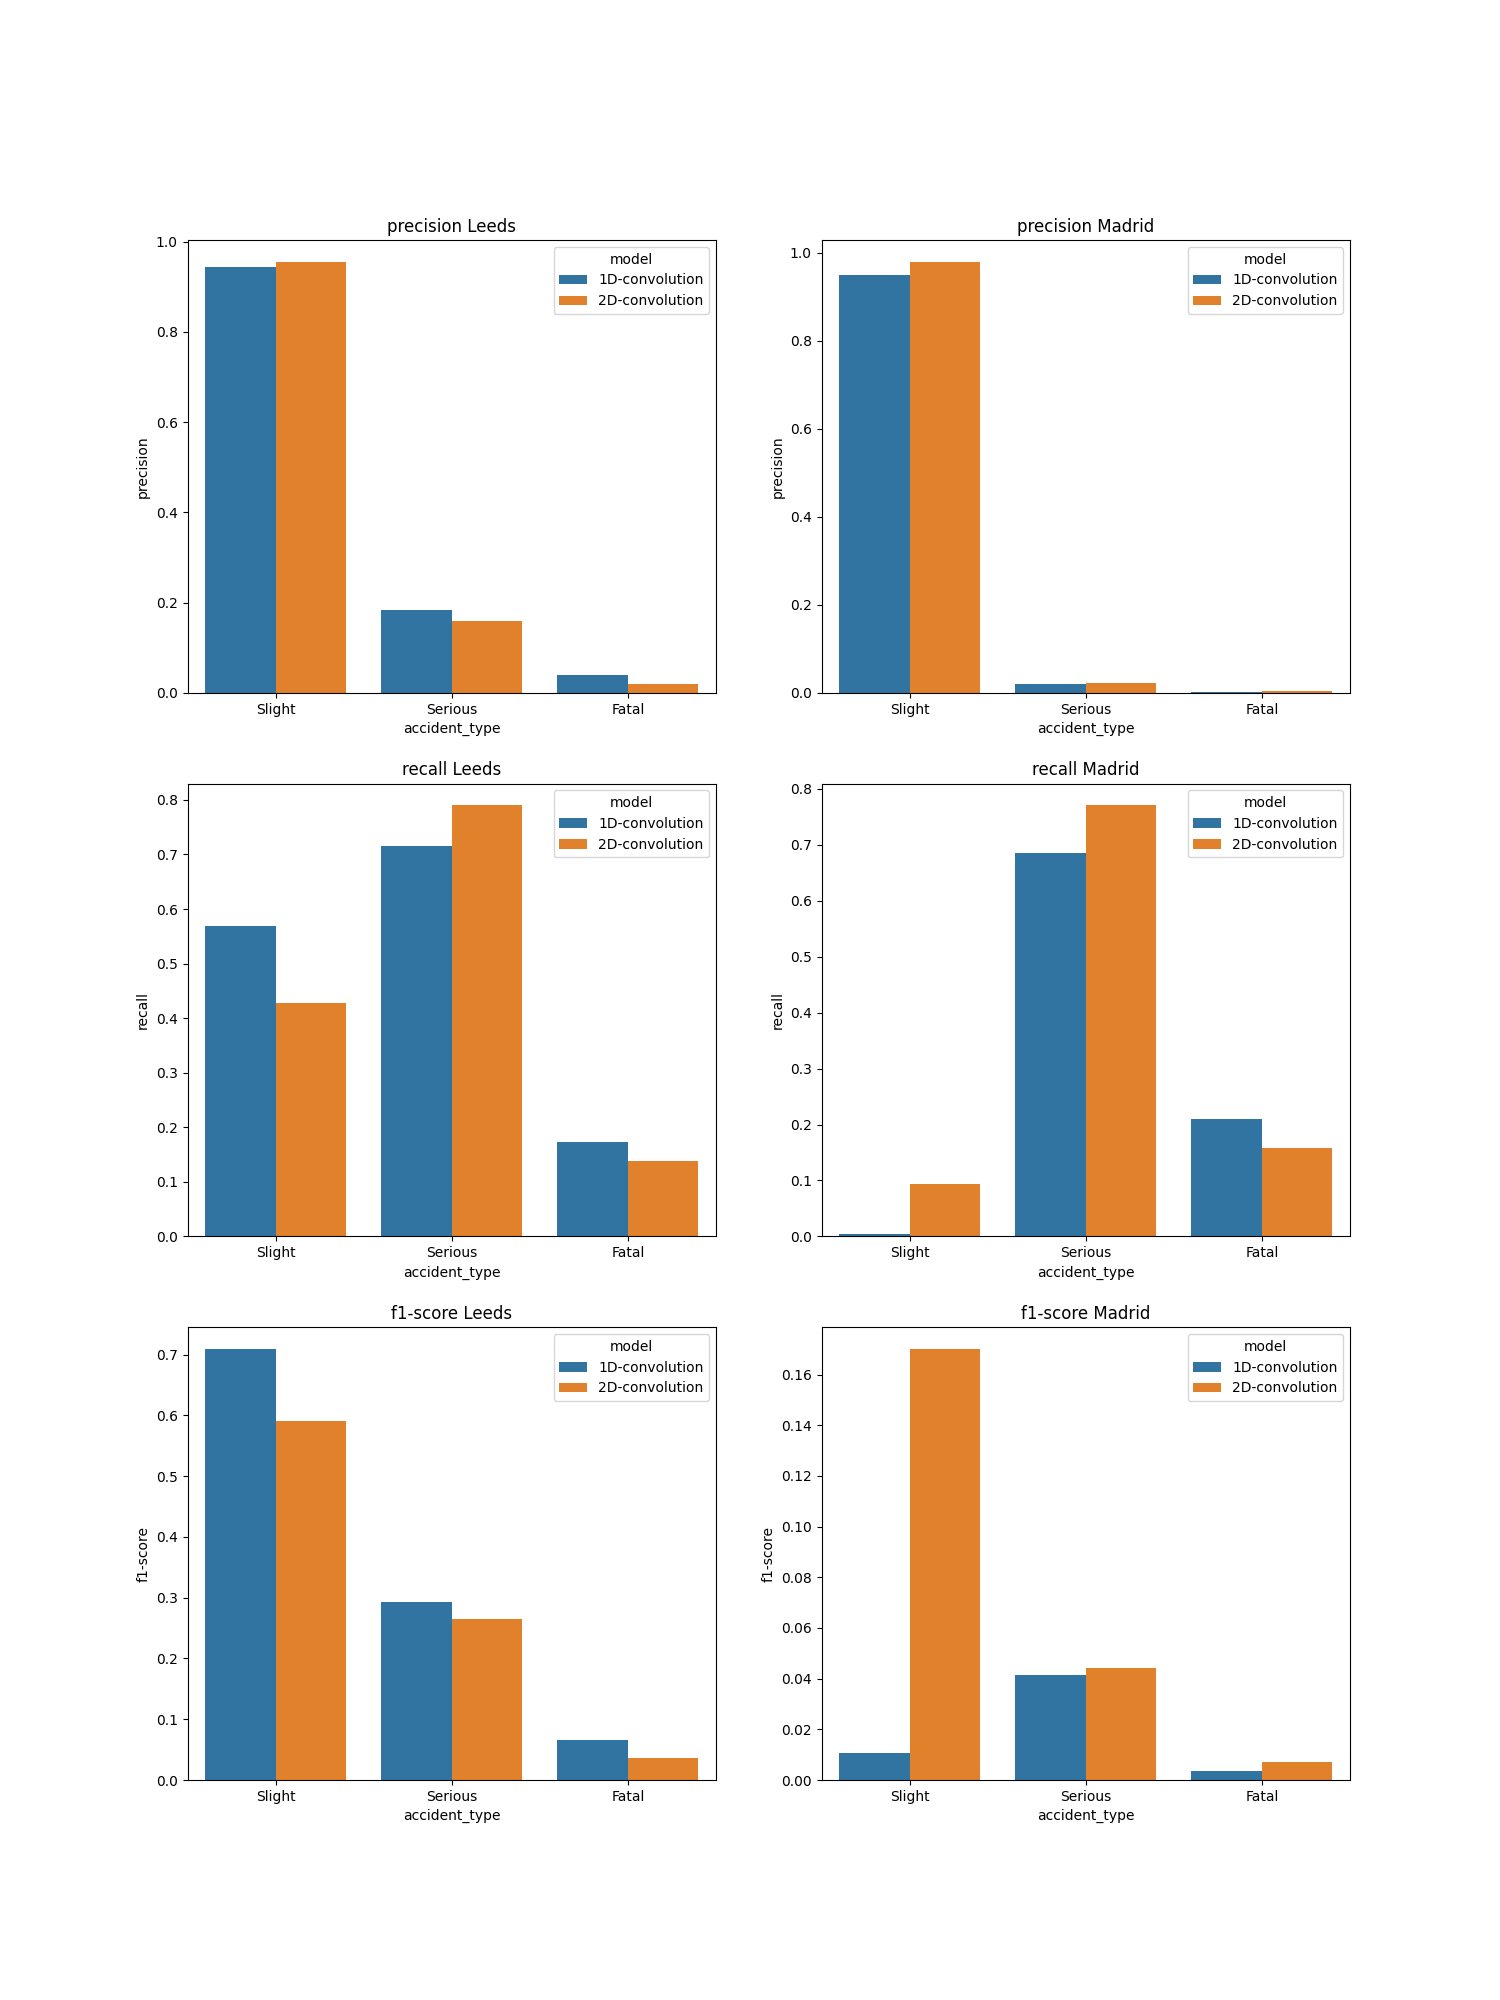 precision Leeds
model
1D-convolution
2D-convolution
1.0
0.8
0.6
0.4
0.2
0.0
precision
Slight Serious Fatal
accident_type
precision Madrid
model
1D-convolution
2D-convolution
1.0
0.8
0.6
0.4
0.2
0.0
precision
Slight Serious Fatal
accident_type
recall Leeds
model
1D-convolution
2D-convolution
0.8
0.7
0.6
0.5
0.4
0.3
0.2
0.1
0.0
recall
Slight Serious Fatal
accident_type
recall Madrid
model
1D-convolution
2D-convolution
0.8
0.7
0.6
0.5
0.4
0.3
0.2
0.1
0.0
recall
Slight Serious Fatal
accident_type
f1-score Leeds
model
1D-convolution
2D-convolution
0.7
0.6
0.5
0.4
0.3
0.2
0.1
0.0
f1-score
Slight Serious Fatal
accident_type
f1-score Madrid
model
1D-convolution
2D-convolution
0.16
0.14
0.12
0.10
0.08
0.06
0.04
0.02
0.00
f1-score
Slight Serious Fatal
accident_type